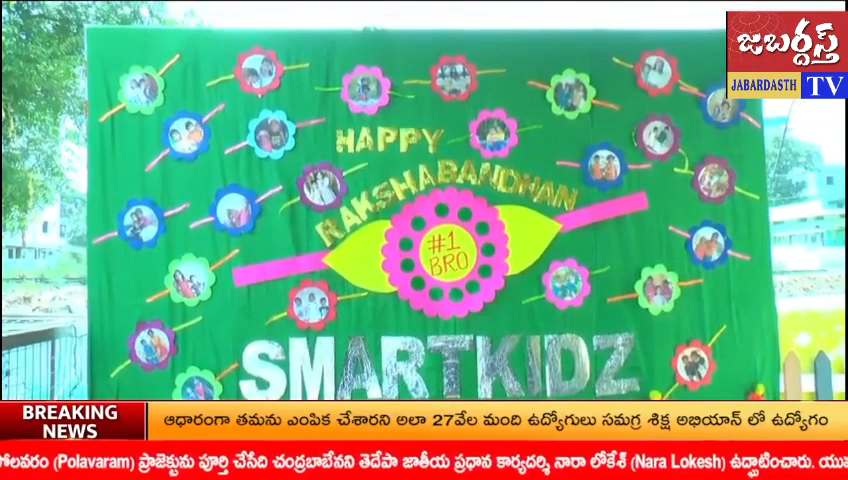 జబర్దస్త్
JABARDASTH TV
HAPPY
RAKSHABANDHAN
#1
BRO
SMARTKIDZ
BREAKING
NEWS
ఆధారంగా తమను ఎంపిక చేశారని అలా 27వేల మంది ఉద్యోగులు సమగ్ర శిక్ష అభియాన్ లో ఉద్యోగం
పోలవరం (Polavaram) ప్రాజెక్టును పూర్తి చేసేది చంద్రబాబేనని తెదేపా జాతీయ ప్రధాన కార్యదర్శి నారా లోకేశ్ (Nara Lokesh) ఉద్ఘాటించారు. యువ